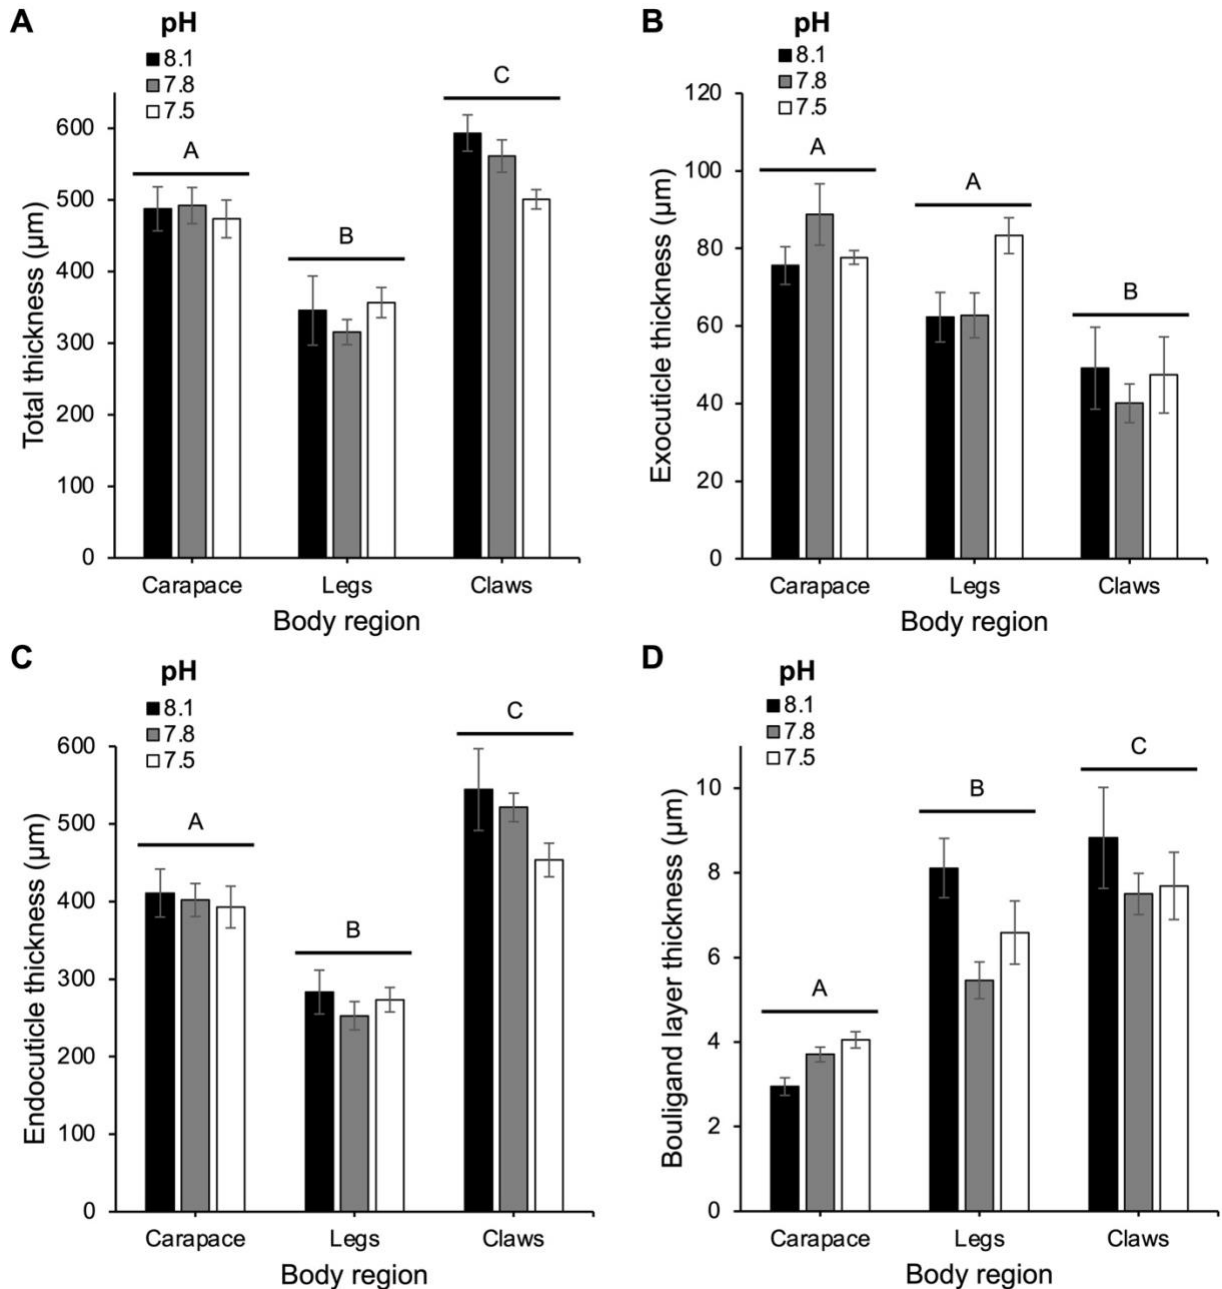 A
pH
8.1
7.8
7.5
Total thickness (µm)
600
500
400
300
200
100
0
A
B
C
Carapace
Legs
Claws
Body region
B
pH
8.1
7.8
7.5
Exocuticle thickness (µm)
120
100
80
60
40
20
0
A
A
B
Carapace
Legs
Claws
Body region
C
pH
8.1
7.8
7.5
Endocuticle thickness (µm)
600
500
400
300
200
100
0
A
B
C
Carapace
Legs
Claws
Body region
D
pH
8.1
7.8
7.5
Bouligand layer thickness (µm)
10
8
6
4
2
0
A
B
C
Carapace
Legs
Claws
Body region